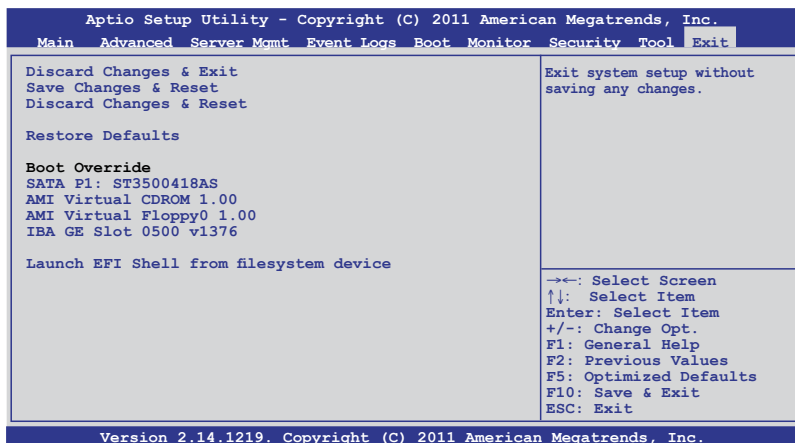 Aptio Setup Utility - Copyright (C) 2011 American Megatrends, Inc.
Main Advanced Server Mgmt Event Logs Boot Monitor Security Tool Exit
Discard Changes & Exit
Save Changes & Reset
Discard Changes & Reset
Restore Defaults
Boot Override
SATA P1: ST3500418AS
AMI Virtual CDROM 1.00
AMI Virtual Floppy0 1.00
IBA GE Slot 0500 v1376
Launch EFI Shell from filesystem device
Exit system setup without
saving any changes.
→←: Select Screen
↑↓: Select Item
Enter: Select Item
+/-: Change Opt.
F1: General Help
F2: Previous Values
F5: Optimized Defaults
F10: Save & Exit
ESC: Exit
Version 2.14.1219. Copyright (C) 2011 American Megatrends, Inc.